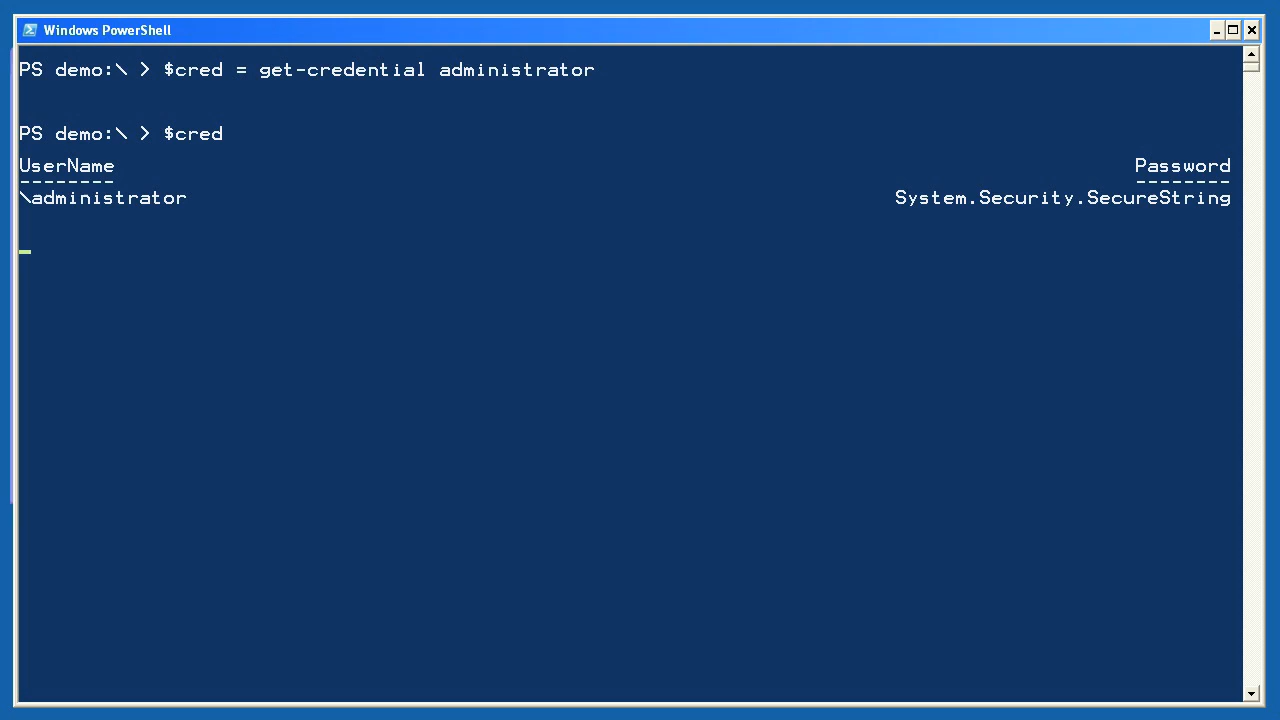 Windows PowerShell
PS demo:\ > $cred = get-credential administrator
PS demo:\ > $cred
UserName Password
-------- --------
\administrator System.Security.SecureString